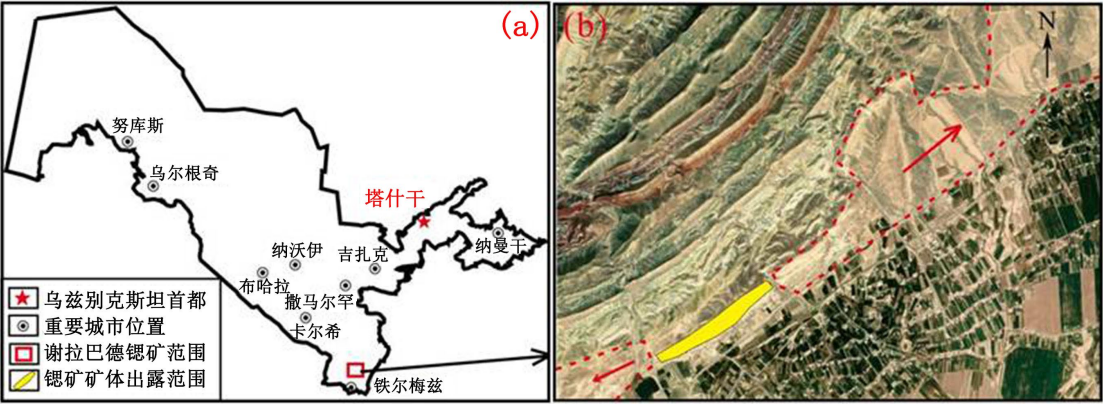 (a)
努库斯
乌尔根奇
塔什干
纳曼干
纳沃伊
吉扎克
布哈拉
撒马尔罕
卡尔希
铁尔梅兹
乌兹别克斯坦首都
重要城市位置
谢拉巴德锶矿范围
锶矿矿体出露范围
(b)
N